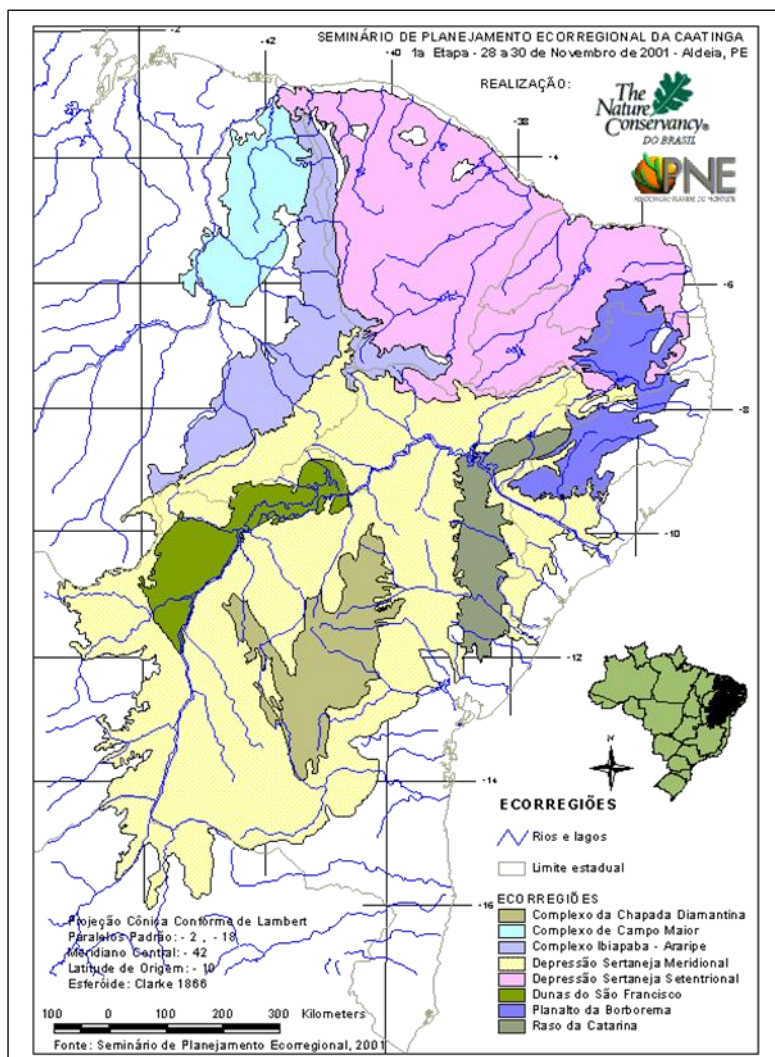 SEMINÁRIO DE PLANEJAMENTO ECORREGIONAL DA CAATINGA
1a Etapa - 28 a 30 de Novembro de 2001 - Aldeia, PE
REALIZAÇÃO:
The
Nature
Conservancy®
DO BRASIL
PNE
-2
-42
-40
-38
-4
-6
-8
-10
-12
-14
-16
N
ECORREGIÕES
Rios e lagos
Limite estadual
ECORREGIÕES
Complexo da Chapada Diamantina
Complexo de Campo Maior
Complexo Ibiapaba - Araripe
Depressão Sertaneja Meridional
Depressão Sertaneja Setentrional
Dunas do São Francisco
Planalto da Borborema
Raso da Catarina
Projeção Cônica Conforme de Lambert
Paralelos Padrão: - 2 , - 18
Meridiano Central: - 42
Latitude de Origem: - 10
Esferóide: Clarke 1866
100 0 100 200 300 Kilometers
Fonte: Seminário de Planejamento Ecorregional, 2001